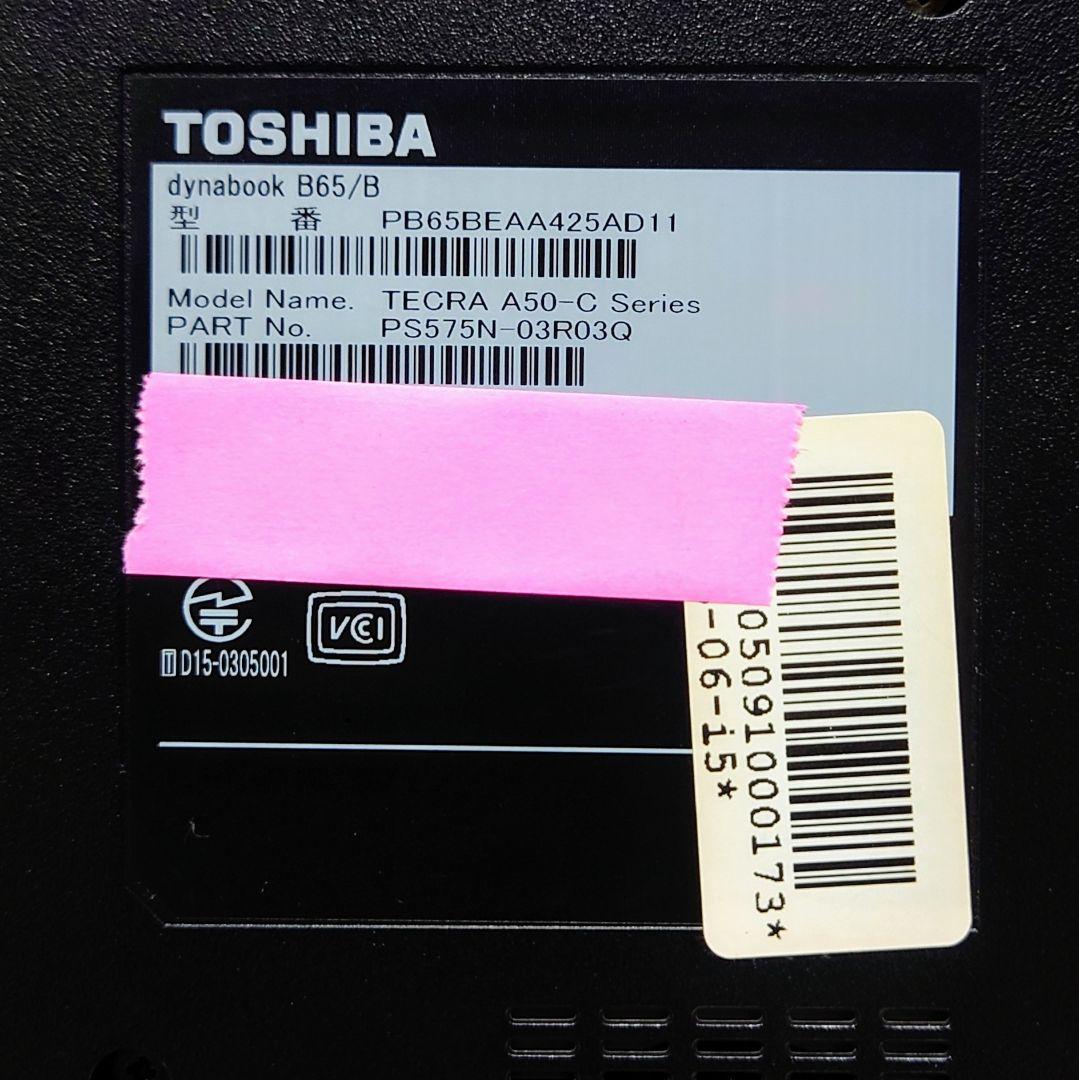 TOSHIBA
dynabook B65/B
型 番 PB65BEAA425AD11
Model Name. TECRA A50-C Series
PART No. PS575N-03R03Q
T D15-0305001
VCI
05091000173*
-06-15*